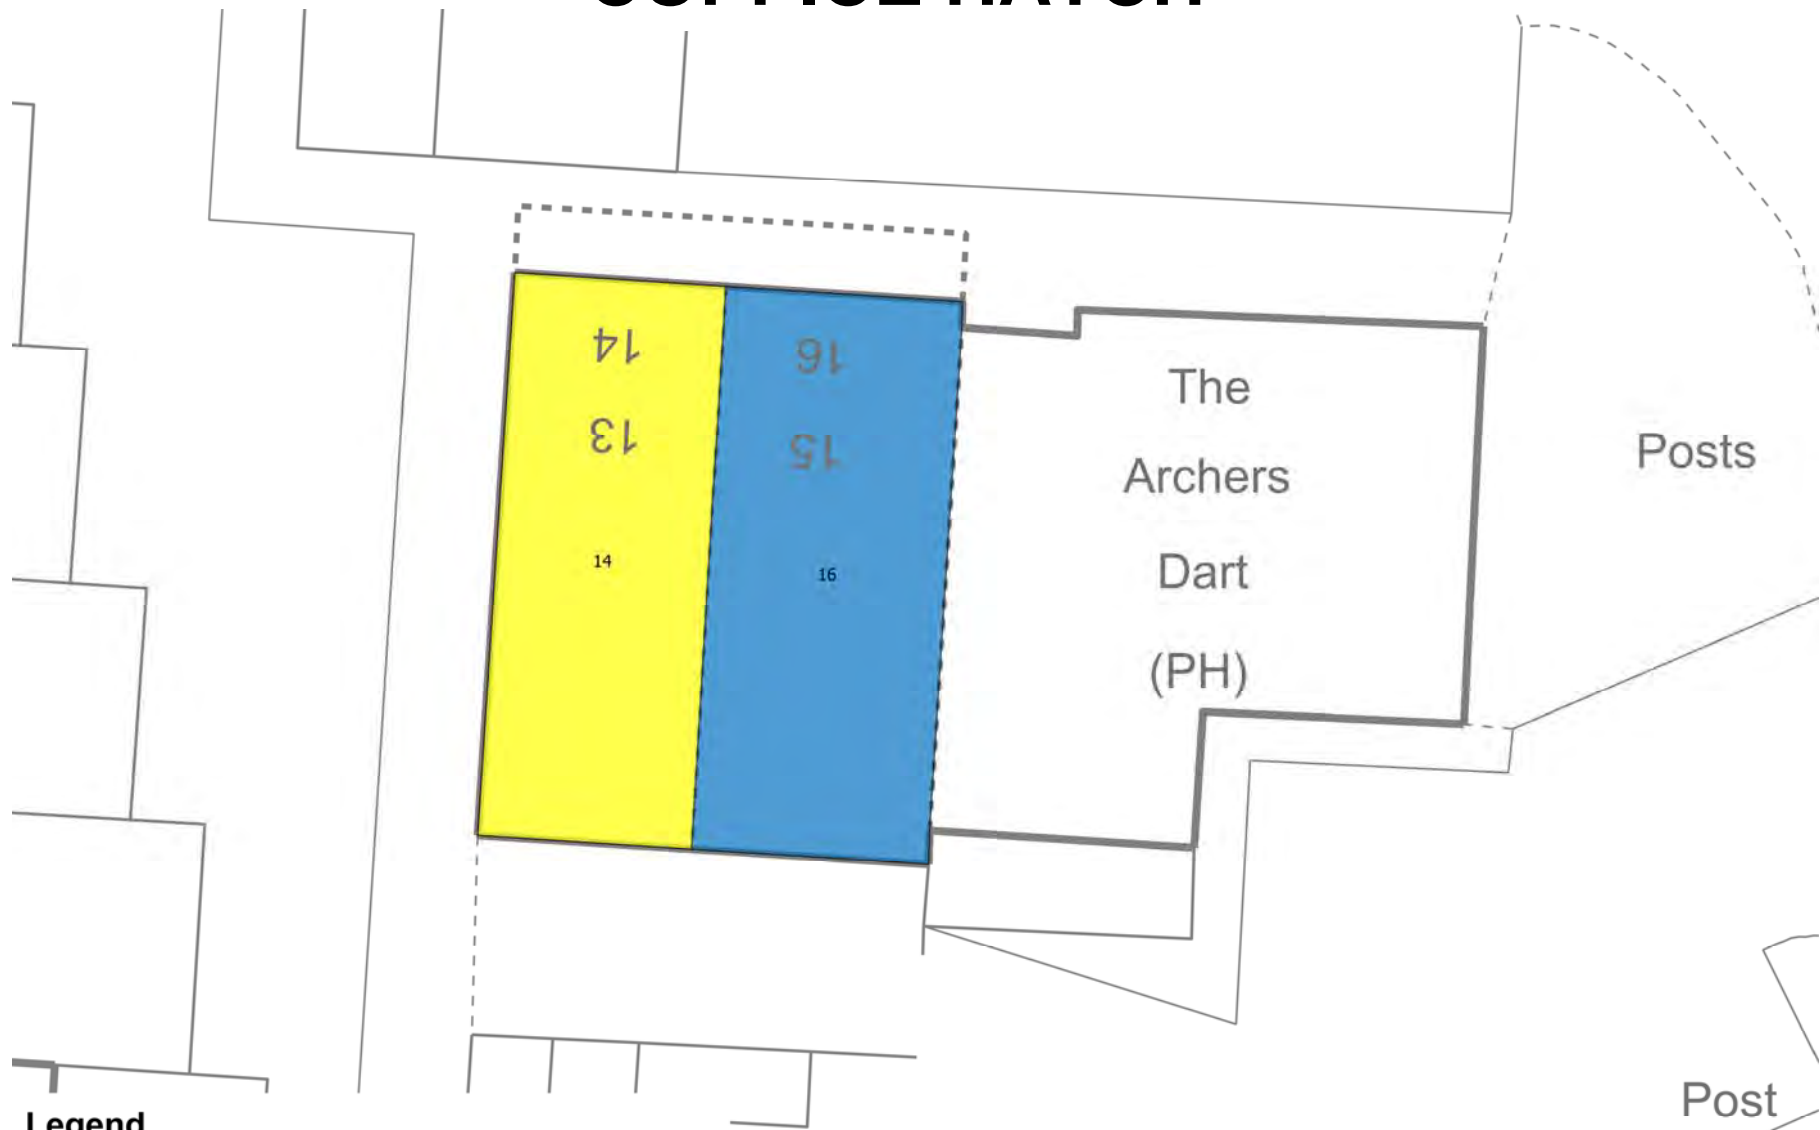 14
16
13
15
The
Archers
Dart
(PH)
Posts
14
16
Post
Legend